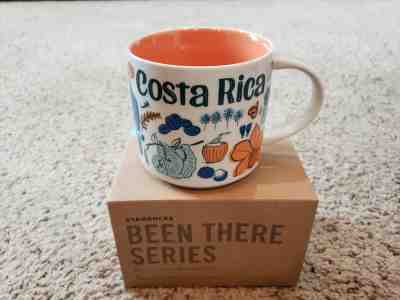 Costa Rica
STARBUCKS
BEEN THERE
SERIES